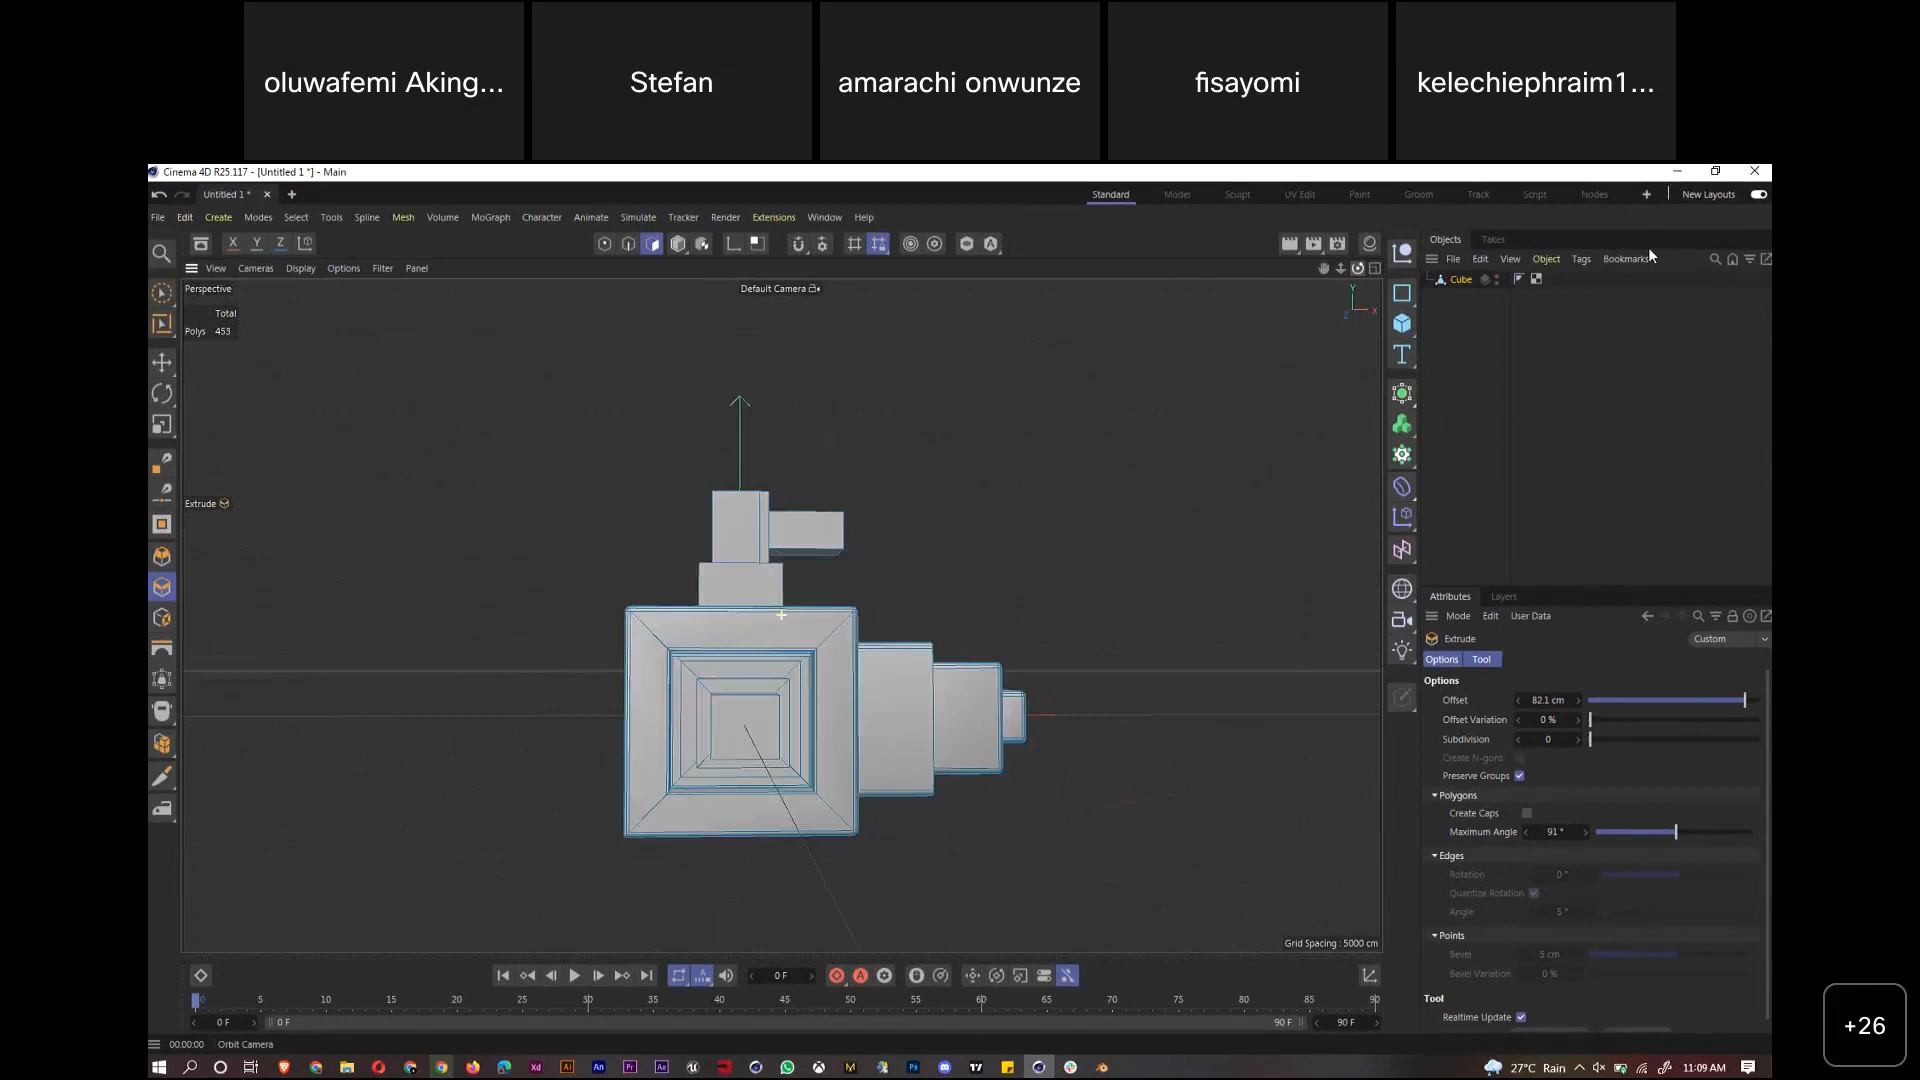 oluwafemi Aking...
Stefan
amarachi onwunze
fisayomi
kelechiephraim1...
Cinema 4D R25.117 - [Untitled 1 *] - Main
Untitled 1 *
Standard
Model
Sculpt
UV Edit
Paint
Groom
Track
Script
Nodes
New Layouts
File
Edit
Create
Modes
Select
Tools
Spline
Mesh
Volume
MoGraph
Character
Animate
Simulate
Tracker
Render
Extensions
Window
Help
X
Y
Z
Objects
Takes
File
Edit
View
Object
Tags
Bookmarks
View
Cameras
Display
Options
Filter
Panel
Cube
Perspective
Default Camera
Y
X
Z
Total
Polys 453
Extrude
Grid Spacing : 5000 cm
Attributes
Layers
Mode
Edit
User Data
Extrude
Custom
Options
Tool
Options
Offset 82.1 cm
Offset Variation 0 %
Subdivision 0
Create N-gons
Preserve Groups
Polygons
Create Caps
Maximum Angle 91 °
Edges
Rotation 0 °
Quantize Rotation
Angle 5 °
Points
Bevel 5 cm
Bevel Variation 0 %
Tool
Realtime Update
0 F
0 5 10 15 20 25 30 35 40 45 50 55 60 65 70 75 80 85 90
0 F
0 F
90 F
90 F
00:00:00 Orbit Camera
Xd
Ai
An
Pr
Ae
M
Ps
27°C Rain
11:09 AM
+26